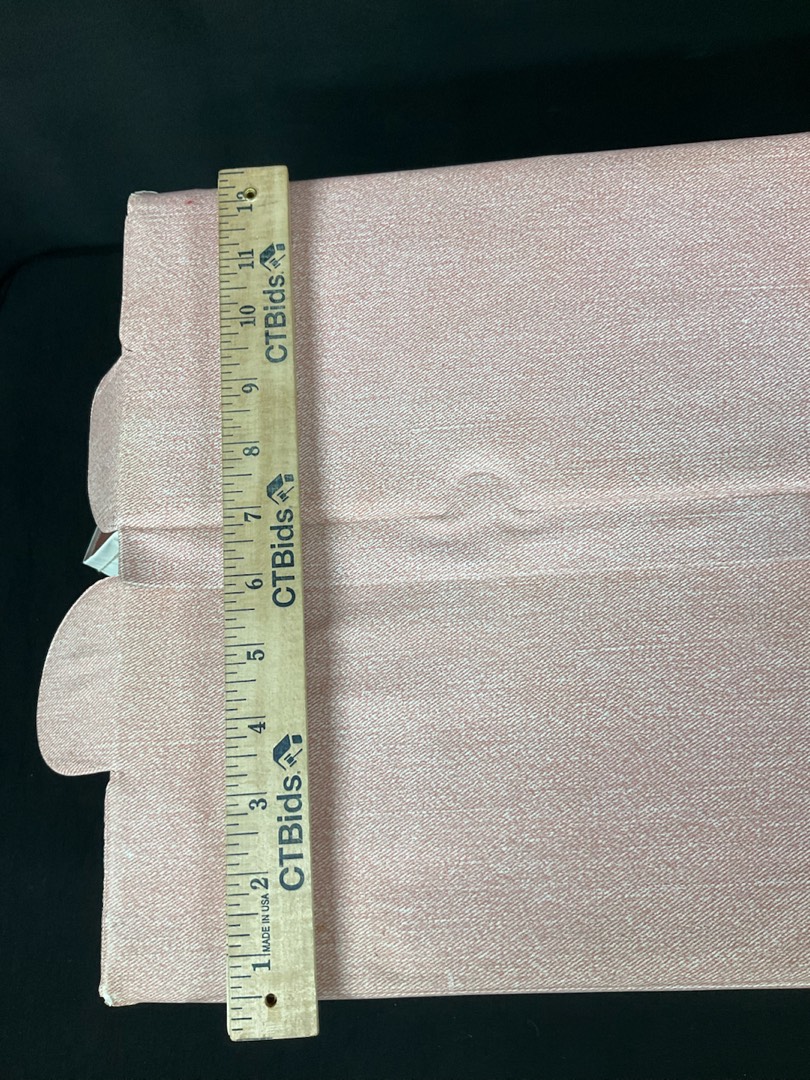 1 2 3 4 5 6 7 8 9 10 11 12
MADE IN USA
CTBids. CTBids. CTBids.